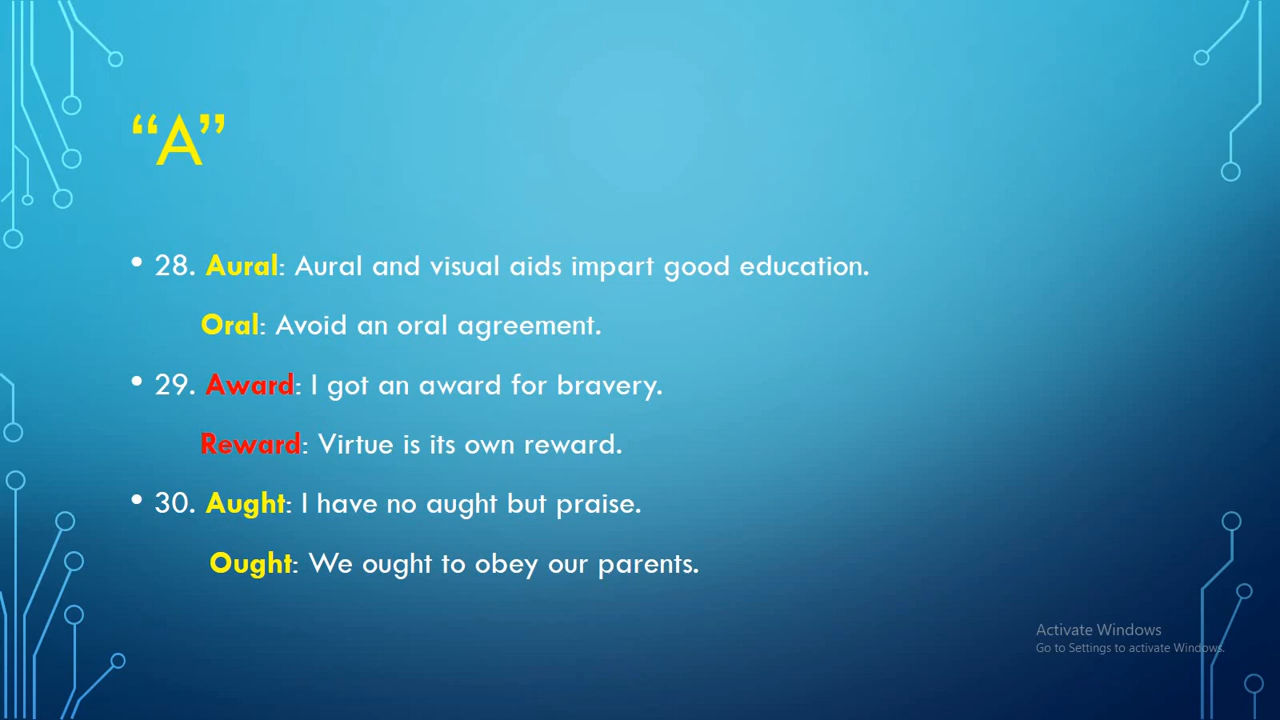 “A”
• 28. Aural: Aural and visual aids impart good education.
Oral: Avoid an oral agreement.
• 29. Award: I got an award for bravery.
Reward: Virtue is its own reward.
• 30. Aught: I have no aught but praise.
Ought: We ought to obey our parents.
Activate Windows
Go to Settings to activate Windows.